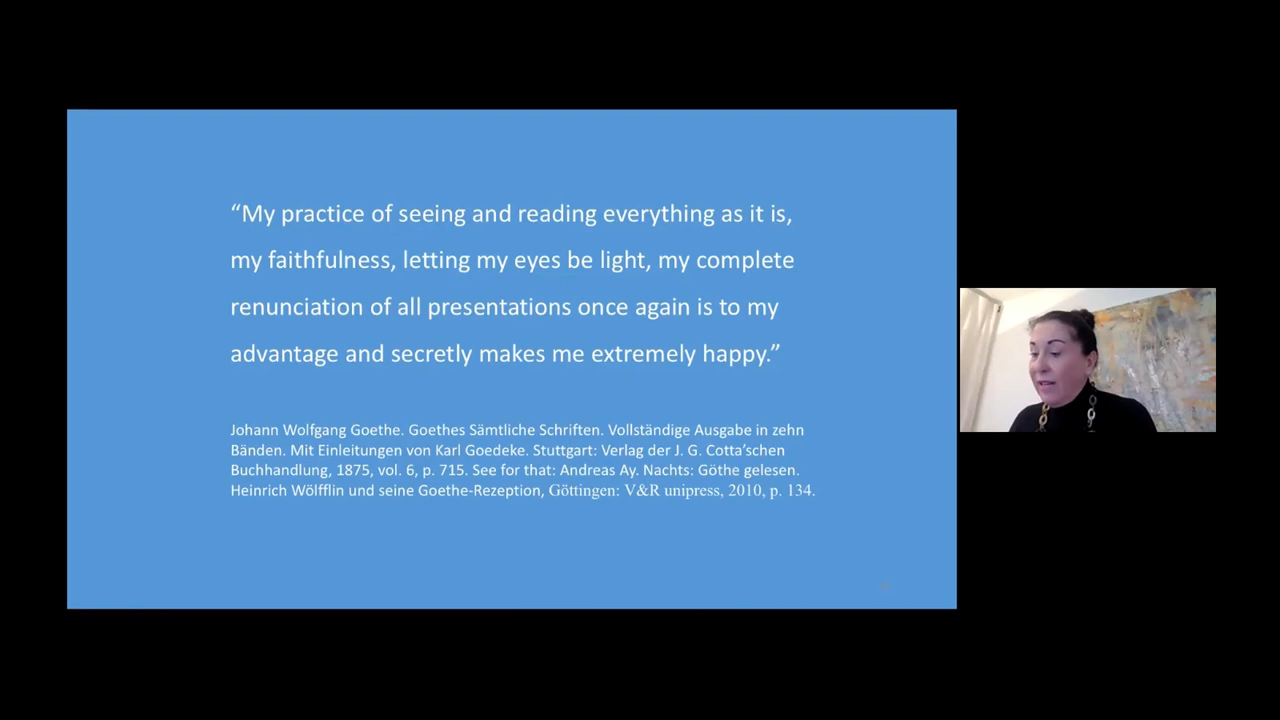 “My practice of seeing and reading everything as it is,
my faithfulness, letting my eyes be light, my complete
renunciation of all presentations once again is to my
advantage and secretly makes me extremely happy.”
Johann Wolfgang Goethe. Goethes Sämtliche Schriften. Vollständige Ausgabe in zehn
Bänden. Mit Einleitungen von Karl Goedeke. Stuttgart: Verlag der J. G. Cotta’schen
Buchhandlung, 1875, vol. 6, p. 715. See for that: Andreas Ay. Nachts: Göthe gelesen.
Heinrich Wölfflin und seine Goethe-Rezeption, Göttingen: V&R unipress, 2010, p. 134.